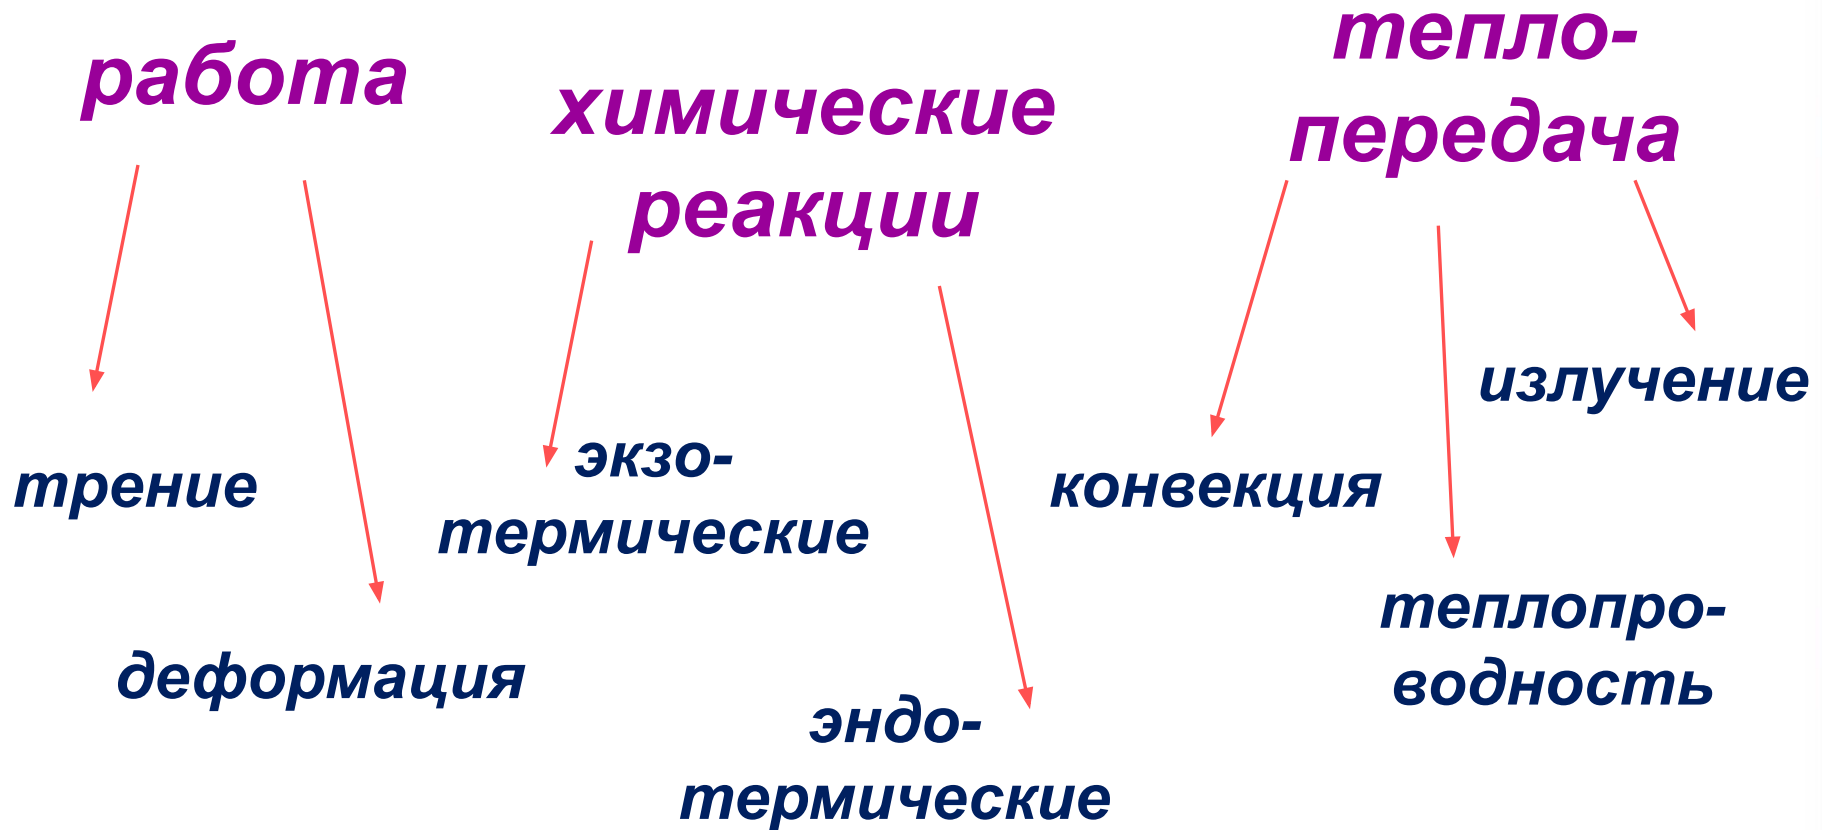 работа
химические
реакции
тепло-
передача
трение
деформация
экзо-
термические
эндо-
термические
конвекция
теплопро-
водность
излучение